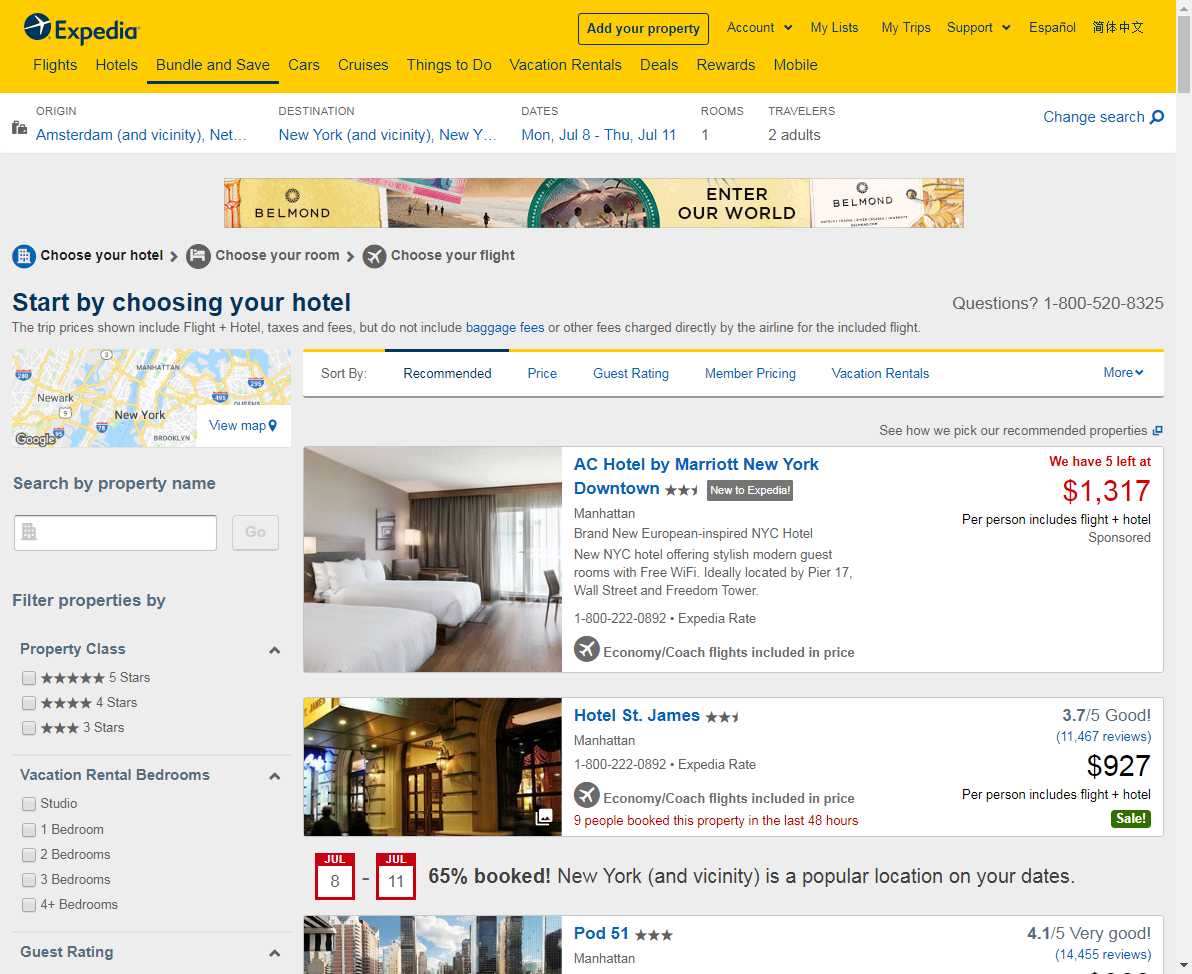 Expedia
Add your property
Account
My Lists
My Trips
Support
Español
简体中文
Flights
Hotels
Bundle and Save
Cars
Cruises
Things to Do
Vacation Rentals
Deals
Rewards
Mobile
ORIGIN
Amsterdam (and vicinity), Net...
DESTINATION
New York (and vicinity), New Y...
DATES
Mon, Jul 8 - Thu, Jul 11
ROOMS
1
TRAVELERS
2 adults
Change search
BELMOND
ENTER
OUR WORLD
BELMOND
Choose your hotel
Choose your room
Choose your flight
Start by choosing your hotel
Questions? 1-800-520-8325
The trip prices shown include Flight + Hotel, taxes and fees, but do not include baggage fees or other fees charged directly by the airline for the included flight.
3
MANHATTAN
280
295
495
Newark
9
QUEENS
New York
View map
78
95
Google
BROOKLYN
Sort By:
Recommended
Price
Guest Rating
Member Pricing
Vacation Rentals
More
See how we pick our recommended properties
Search by property name
Go
Filter properties by
Property Class
5 Stars
4 Stars
3 Stars
Vacation Rental Bedrooms
Studio
1 Bedroom
2 Bedrooms
3 Bedrooms
4+ Bedrooms
Guest Rating
AC Hotel by Marriott New York
Downtown
New to Expedia!
Manhattan
Brand New European-inspired NYC Hotel
New NYC hotel offering stylish modern guest
rooms with Free WiFi. Ideally located by Pier 17,
Wall Street and Freedom Tower.
1-800-222-0892 • Expedia Rate
Economy/Coach flights included in price
We have 5 left at
$1,317
Per person includes flight + hotel
Sponsored
Hotel St. James
Manhattan
1-800-222-0892 • Expedia Rate
Economy/Coach flights included in price
9 people booked this property in the last 48 hours
3.7/5 Good!
(11,467 reviews)
$927
Per person includes flight + hotel
Sale!
JUL
8
-
JUL
11
65% booked! New York (and vicinity) is a popular location on your dates.
Pod 51
Manhattan
4.1/5 Very good!
(14,455 reviews)